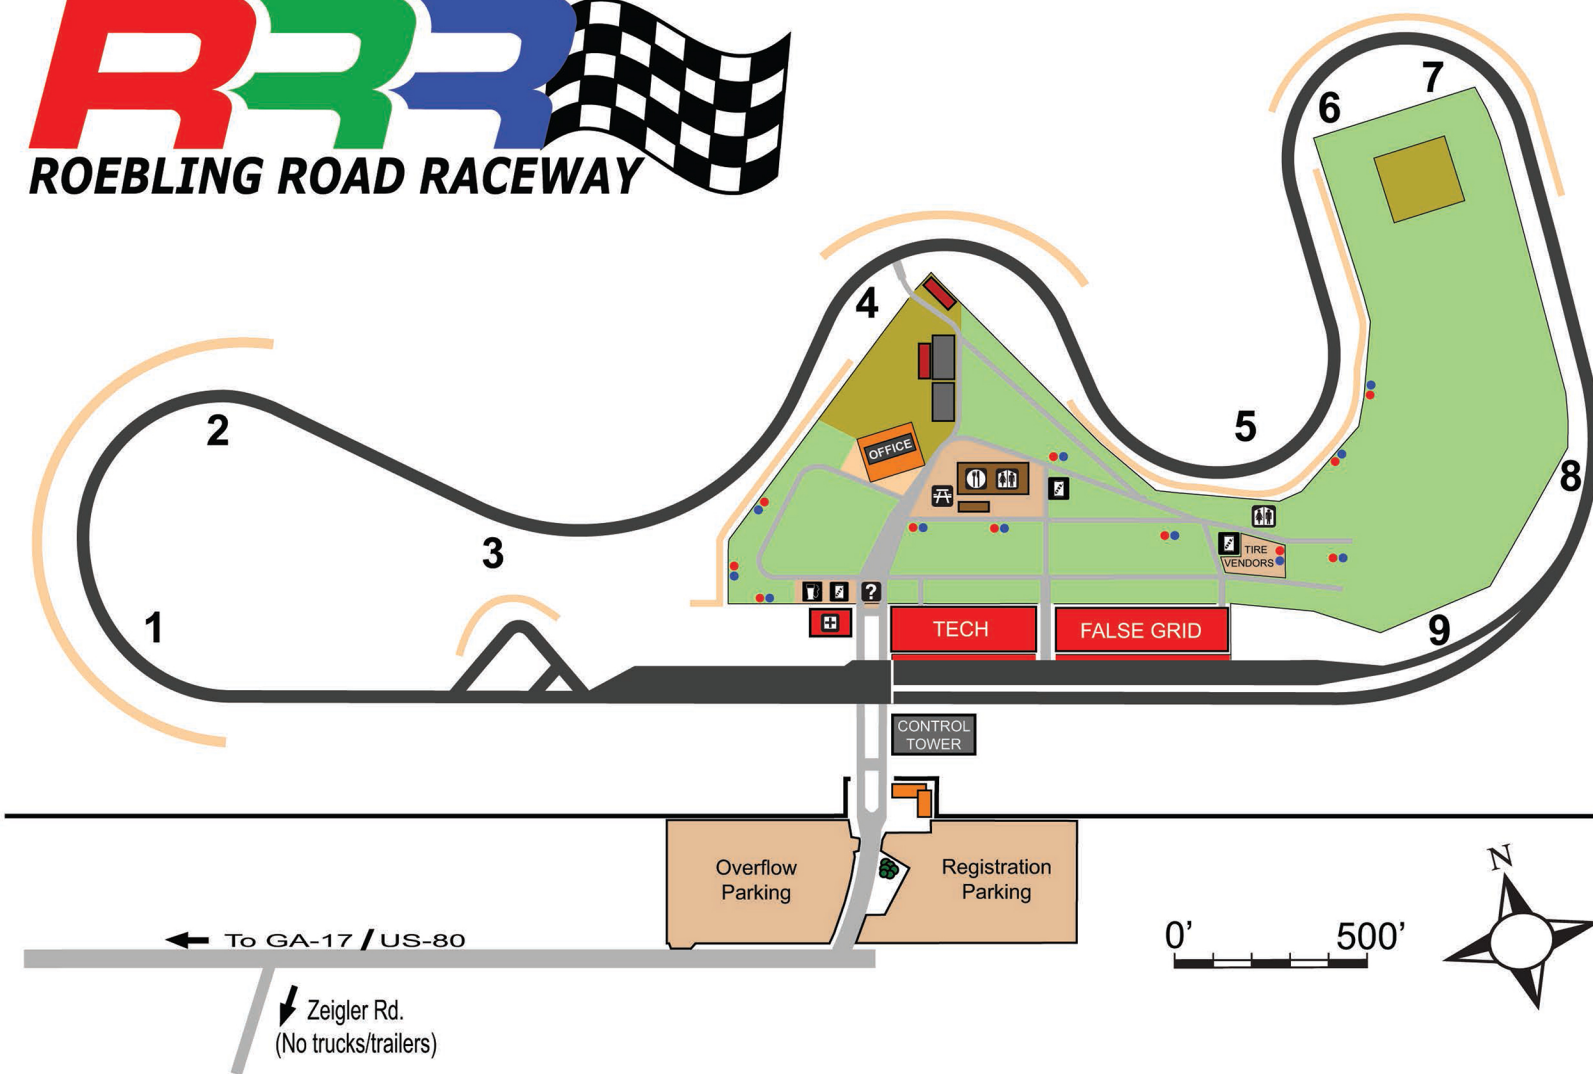 RRR
ROEBLING ROAD RACEWAY
7
6
4
2
5
OFFICE
8
3
TIRE
VENDORS
?
1
TECH
FALSE GRID
9
CONTROL
TOWER
Overflow
Parking
Registration
Parking
N
To GA-17 / US-80
0'
500'
Zeigler Rd.
(No trucks/trailers)